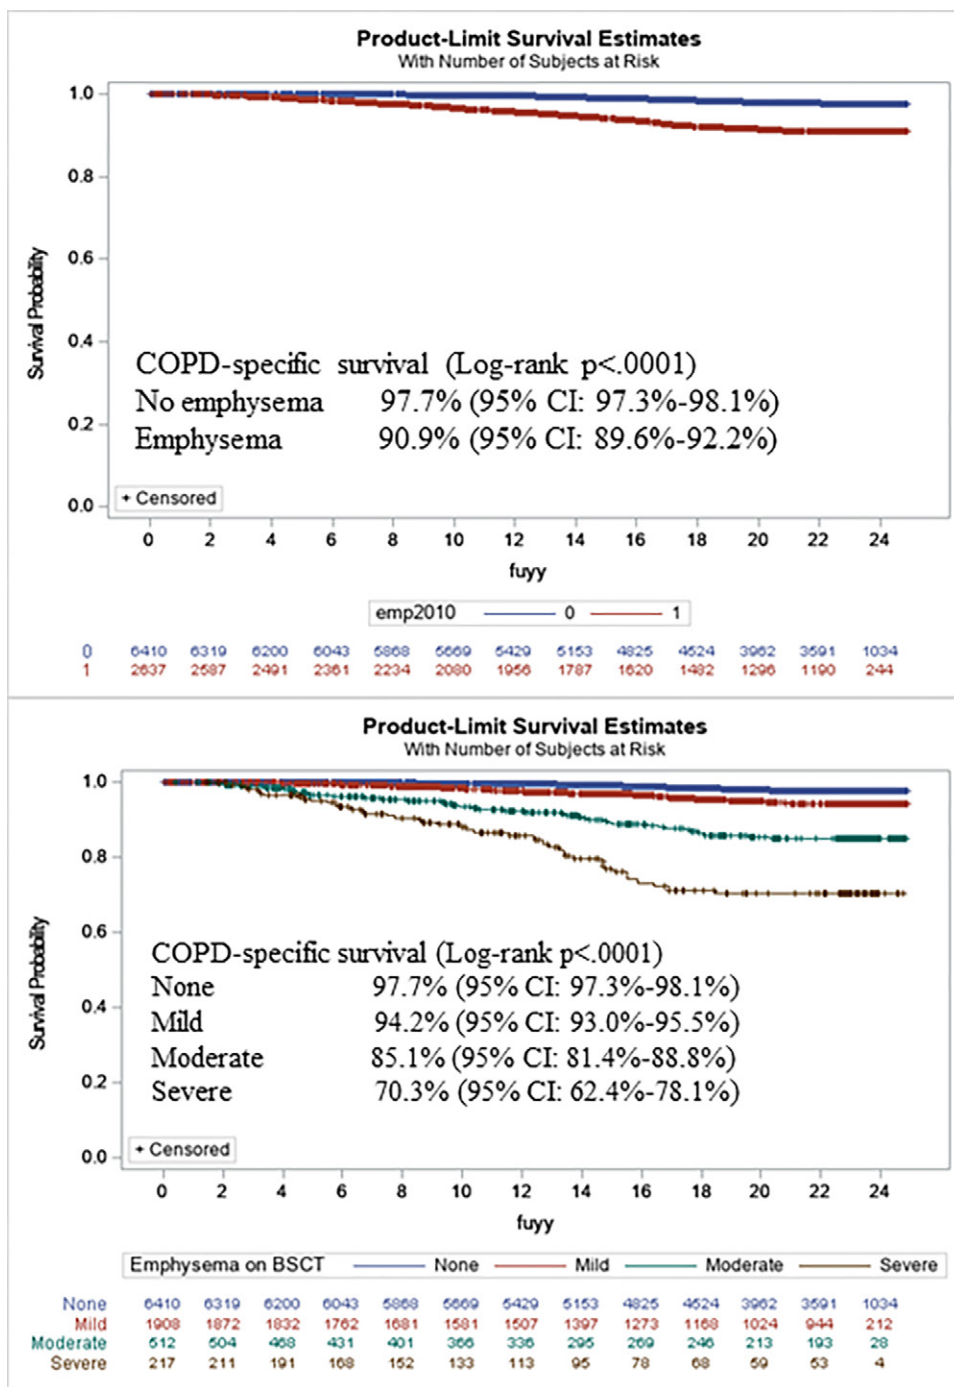 Product-Limit Survival Estimates
With Number of Subjects at Risk
1.0
0.8
0.6
0.4
0.2
0.0
Survival Probability
COPD-specific survival (Log-rank p<.0001)
No emphysema 97.7% (95% CI: 97.3%-98.1%)
Emphysema 90.9% (95% CI: 89.6%-92.2%)
+ Censored
0 2 4 6 8 10 12 14 16 18 20 22 24
fuyy
emp2010 0 1
0 6410 6319 6200 6043 5868 5669 5429 5153 4825 4524 3962 3591 1034
1 2637 2587 2491 2361 2234 2080 1956 1787 1620 1482 1296 1190 244
Product-Limit Survival Estimates
With Number of Subjects at Risk
1.0
0.8
0.6
0.4
0.2
0.0
Survival Probability
COPD-specific survival (Log-rank p<.0001)
None 97.7% (95% CI: 97.3%-98.1%)
Mild 94.2% (95% CI: 93.0%-95.5%)
Moderate 85.1% (95% CI: 81.4%-88.8%)
Severe 70.3% (95% CI: 62.4%-78.1%)
+ Censored
0 2 4 6 8 10 12 14 16 18 20 22 24
fuyy
Emphysema on BSCT None Mild Moderate Severe
None 6410 6319 6200 6043 5868 5669 5429 5153 4825 4524 3962 3591 1034
Mild 1908 1872 1832 1762 1681 1581 1507 1397 1273 1168 1024 944 212
Moderate 512 504 468 431 401 366 336 295 269 246 213 193 28
Severe 217 211 191 168 152 133 113 95 78 68 59 53 4